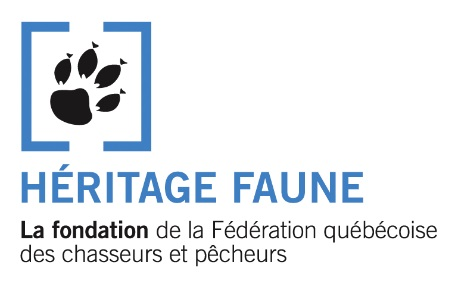 HÉRITAGE FAUNE
La fondation de la Fédération québécoise
des chasseurs et pêcheurs